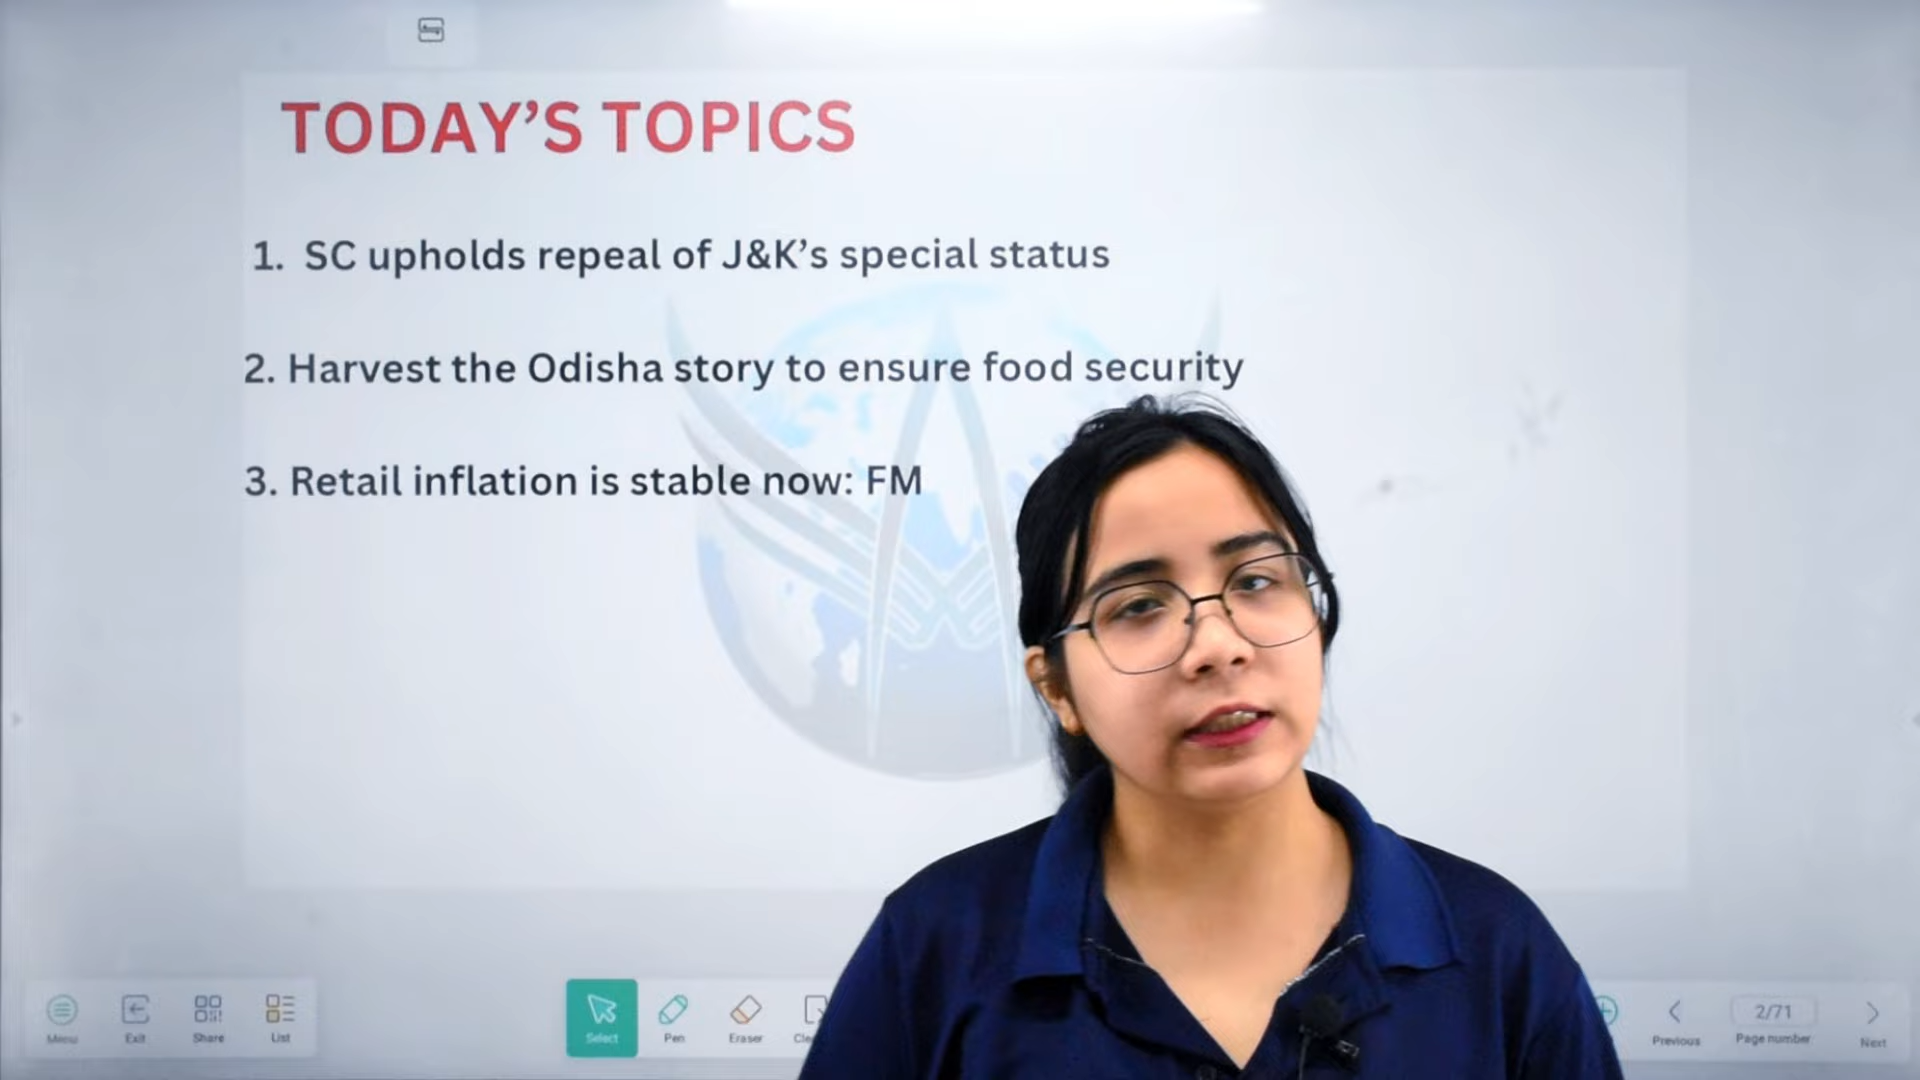 TODAY'S TOPICS
1. SC upholds repeal of J&K's special status
2. Harvest the Odisha story to ensure food security
3. Retail inflation is stable now: FM
Menu
Exit
Share
List
Select
Pen
Eraser
Previous
2/71
Page number
Next